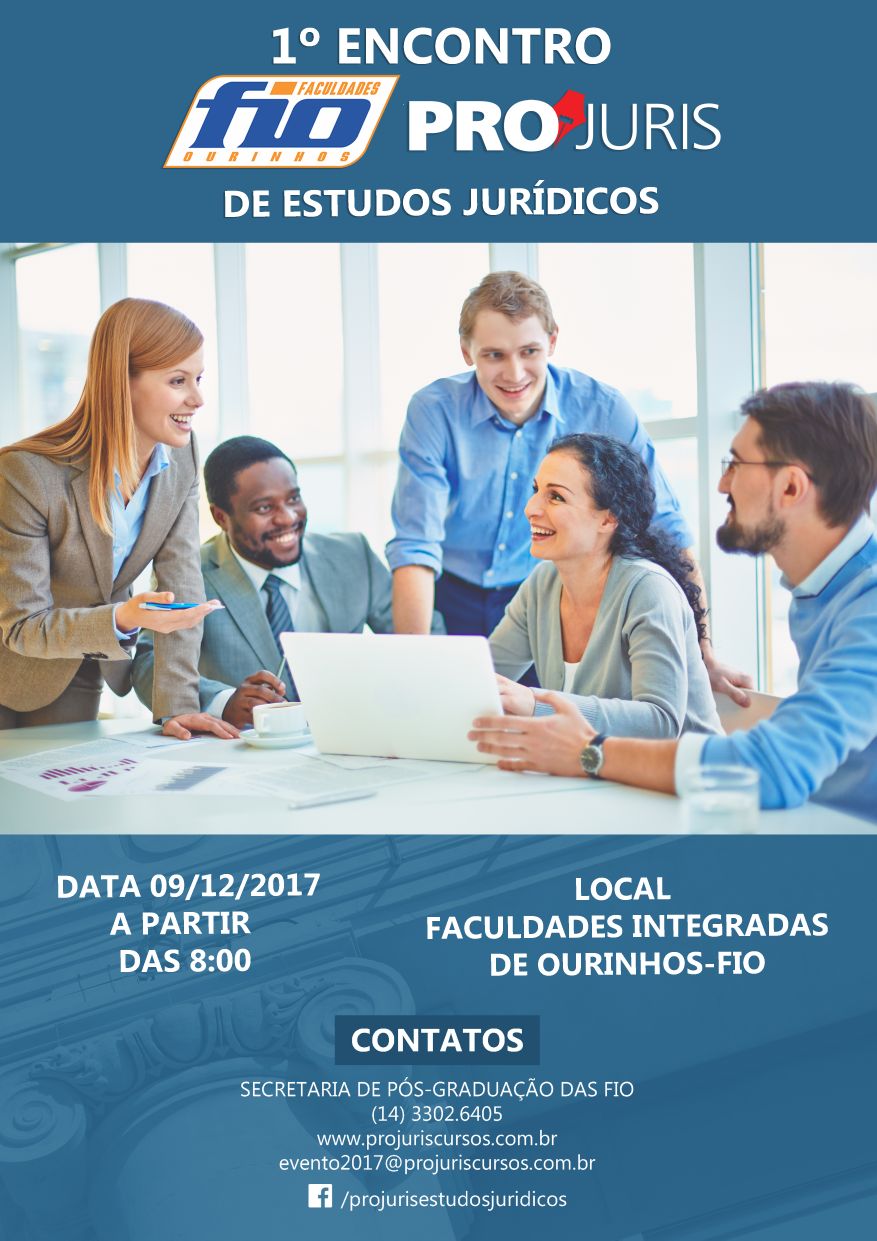 1º ENCONTRO
FACULDADES
fio
OURINHOS
PROJURIS
DE ESTUDOS JURÍDICOS
DATA 09/12/2017
A PARTIR
DAS 8:00
LOCAL
FACULDADES INTEGRADAS
DE OURINHOS-FIO
CONTATOS
SECRETARIA DE PÓS-GRADUAÇÃO DAS FIO
(14) 3302.6405
www.projuriscursos.com.br
evento2017@projuriscursos.com.br
/projurisestudosjuridicos